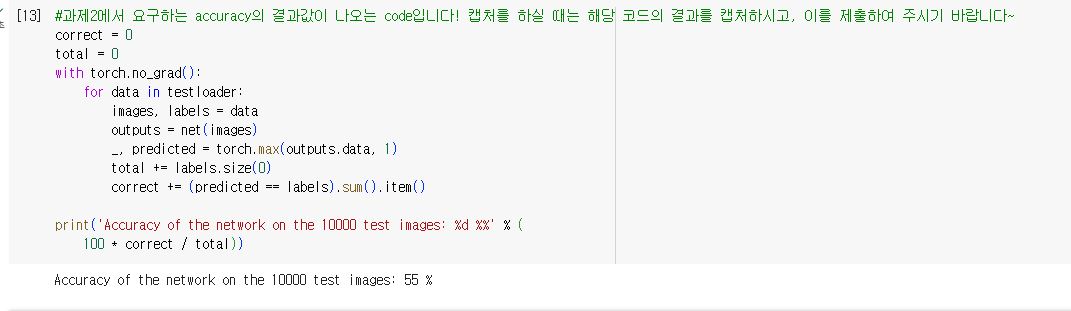 [13] #과제2에서 요구하는 accuracy의 결과값이 나오는 code입니다! 캡처를 하실 때는 해당 코드의 결과를 캡처하시고, 이를 제출하여 주시기 바랍니다~
correct = 0
total = 0
with torch.no_grad():
    for data in testloader:
        images, labels = data
        outputs = net(images)
        _, predicted = torch.max(outputs.data, 1)
        total += labels.size(0)
        correct += (predicted == labels).sum().item()
print('Accuracy of the network on the 10000 test images: %d %%' % (
    100 * correct / total))
Accuracy of the network on the 10000 test images: 55 %